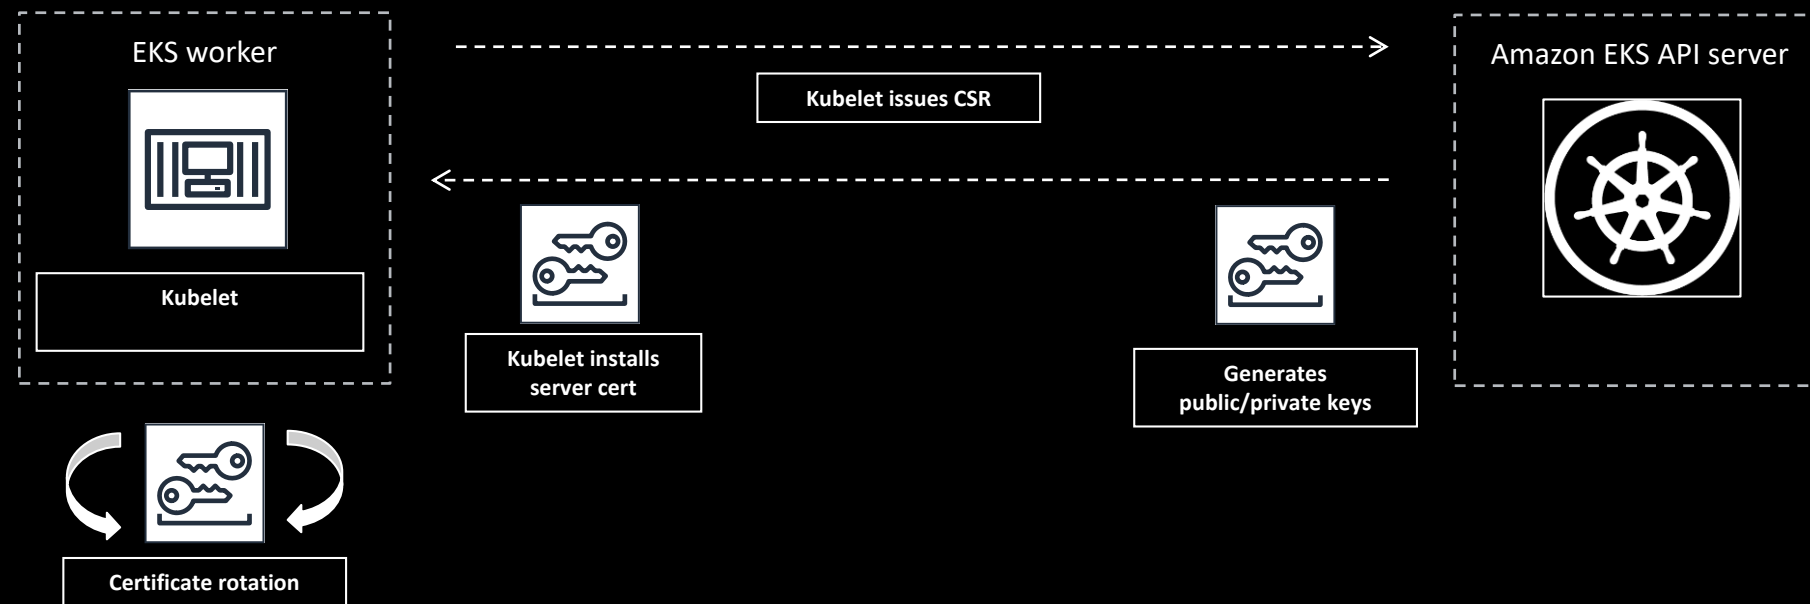 EKS worker
Amazon EKS API server
Kubelet issues CSR
Kubelet
Kubelet installs
server cert
Generates
public/private keys
Certificate rotation